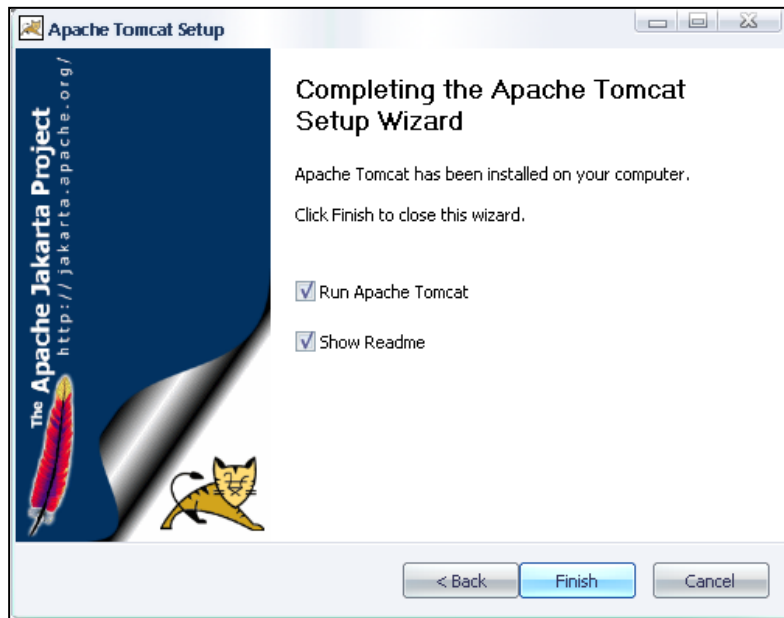 Apache Tomcat Setup
The Apache Jakarta Project
http://jakarta.apache.org/
Completing the Apache Tomcat
Setup Wizard
Apache Tomcat has been installed on your computer.
Click Finish to close this wizard.
Run Apache Tomcat
Show Readme
< Back
Finish
Cancel